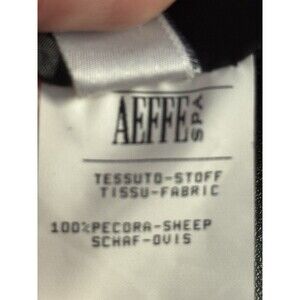 AEFFE SPA
TESSUTO-STOFF
TISSU-FABRIC
100%PECORA-SHEEP
SCHAF-OVIS